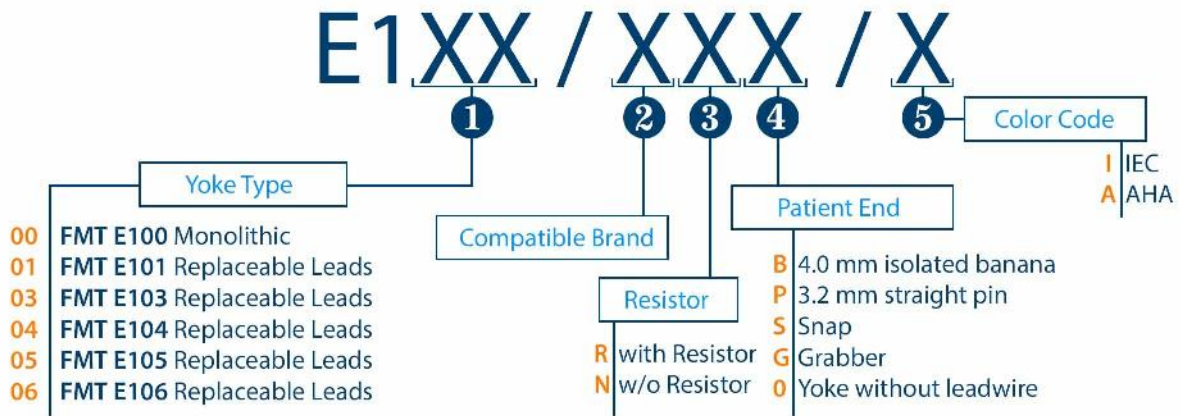 E1XX / XXX / X
1 2 3 4 5
Color Code
I IEC
A AHA
Yoke Type
00 FMT E100 Monolithic
01 FMT E101 Replaceable Leads
03 FMT E103 Replaceable Leads
04 FMT E104 Replaceable Leads
05 FMT E105 Replaceable Leads
06 FMT E106 Replaceable Leads
Compatible Brand
Resistor
R with Resistor
N w/o Resistor
Patient End
B 4.0 mm isolated banana
P 3.2 mm straight pin
S Snap
G Grabber
0 Yoke without leadwire